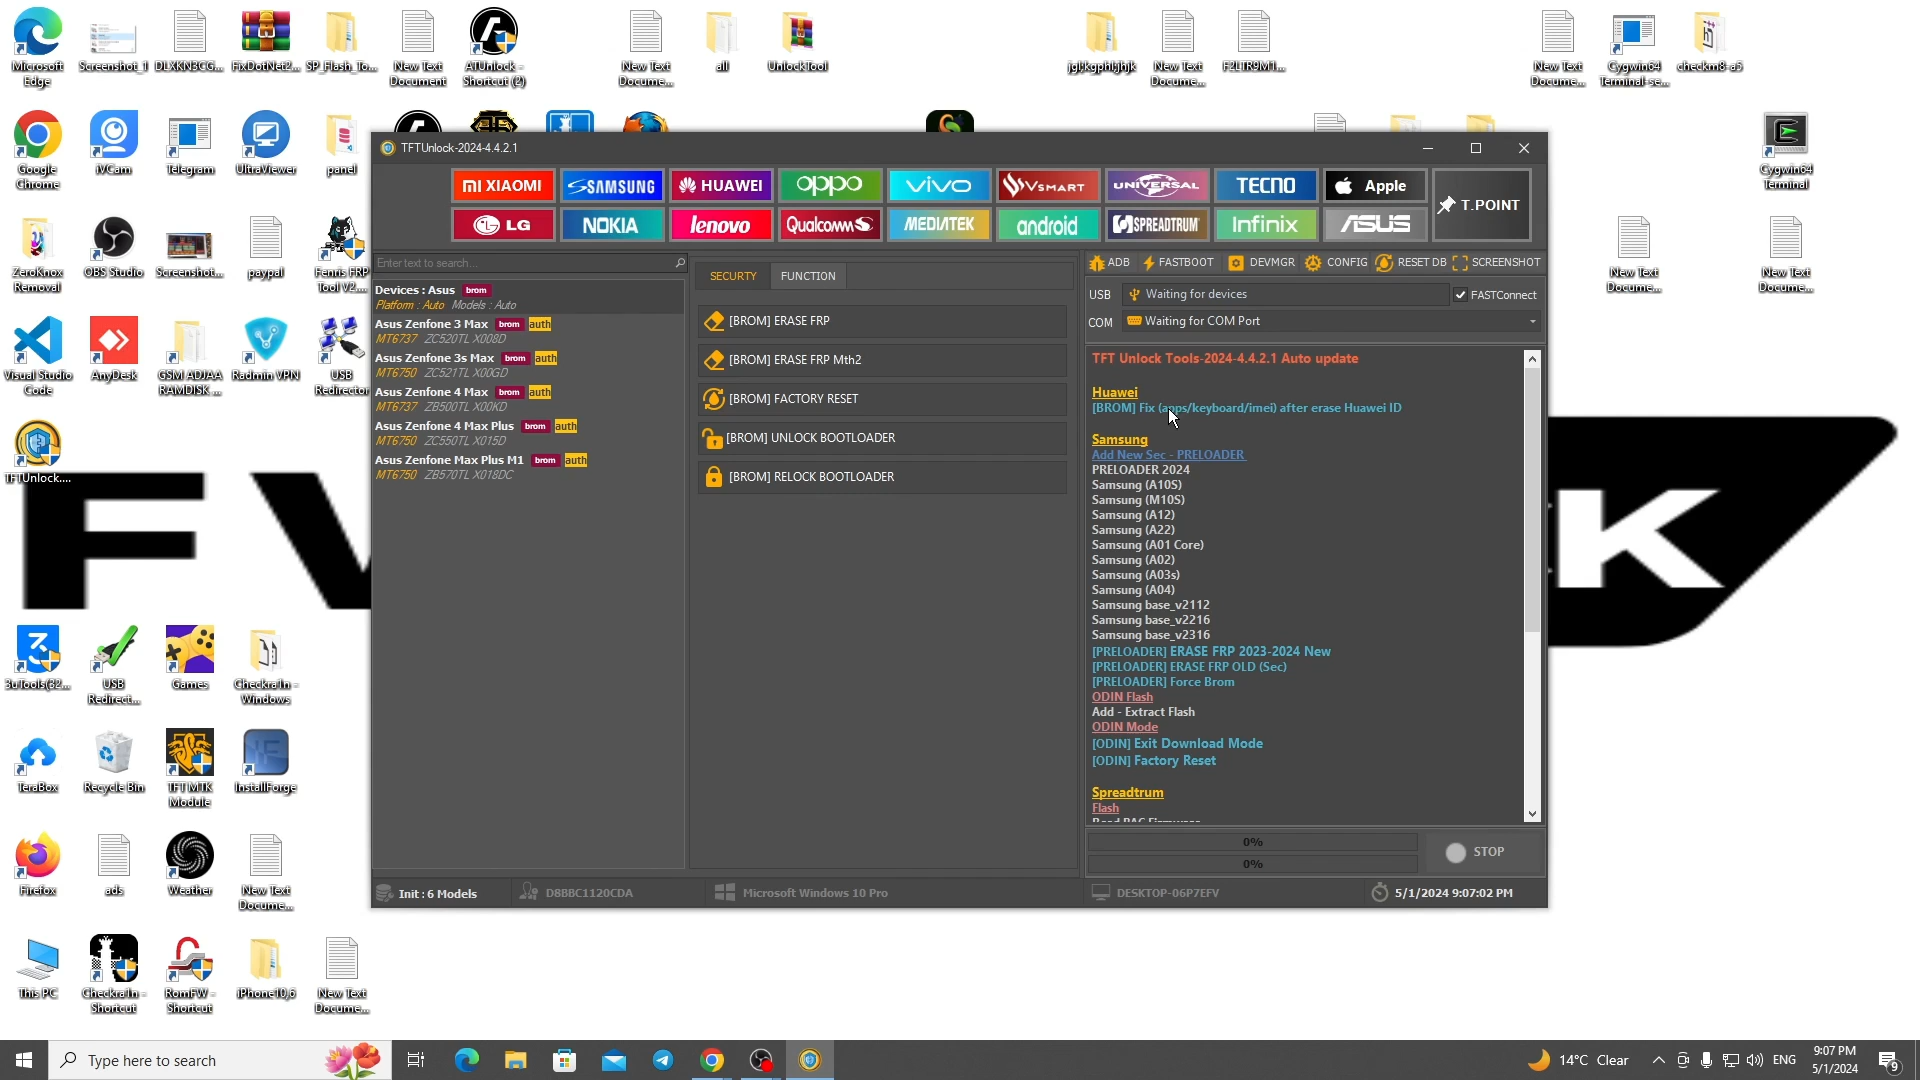 Microsoft Edge
Screenshot_1
DLXKN3CG...
FixDotNet2...
SP_Flash_To...
New Text Document
ATUnlock - Shortcut (2)
New Text Docume...
all
UnlockTool
New Text Docume...
New Text Docume...
Cygwin64 Terminal-se...
checkm8-a5
Google Chrome
iVCam
Telegram
UltraViewer
panel
Cygwin64 Terminal
ZeroKnox Removal
OBS Studio
Screenshot...
paypal
Fenris FRP Tool V2....
New Text Docume...
New Text Docume...
Visual Studio Code
AnyDesk
GSM ADJAA RAMDISK ...
Radmin VPN
USB Redirector
TFTUnlock....
3uTools(32...
USB Redirect...
Games
Checkra1n - Windows
TeraBox
Recycle Bin
TFT MTK Module
InstallForge
Firefox
ads
Weather
New Text Docume...
This PC
Checkra1n - Shortcut
RomFW - Shortcut
iPhone10,6
New Text Docume...
TFTUnlock-2024-4.4.2.1
MI XIAOMI
SAMSUNG
HUAWEI
oppo
vivo
VSMART
UNIVERSAL
TECNO
Apple
T.POINT
LG
NOKIA
lenovo
Qualcomm
MEDIATEK
android
SPREADTRUM
Infinix
ASUS
Enter text to search...
Devices : Asus brom
Platform : Auto Models : Auto
Asus Zenfone 3 Max brom auth
MT6737 ZC520TL X008D
Asus Zenfone 3s Max brom auth
MT6750 ZC521TL X00GD
Asus Zenfone 4 Max brom auth
MT6737 ZB500TL X00KD
Asus Zenfone 4 Max Plus brom auth
MT6750 ZC550TL X015D
Asus Zenfone Max Plus M1 brom auth
MT6750 ZB570TL X018DC
SECURTY
FUNCTION
[BROM] ERASE FRP
[BROM] ERASE FRP Mth2
[BROM] FACTORY RESET
[BROM] UNLOCK BOOTLOADER
[BROM] RELOCK BOOTLOADER
ADB
FASTBOOT
DEVMGR
CONFIG
RESET DB
SCREENSHOT
USB
Waiting for devices
FASTConnect
COM
Waiting for COM Port
TFT Unlock Tools-2024-4.4.2.1 Auto update
Huawei
[BROM] Fix (apps/keyboard/imei) after erase Huawei ID
Samsung
Add New Sec - PRELOADER
PRELOADER 2024
Samsung (A10S)
Samsung (M10S)
Samsung (A12)
Samsung (A22)
Samsung (A01 Core)
Samsung (A02)
Samsung (A03s)
Samsung (A04)
Samsung base_v2112
Samsung base_v2216
Samsung base_v2316
[PRELOADER] ERASE FRP 2023-2024 New
[PRELOADER] ERASE FRP OLD (Sec)
[PRELOADER] Force Brom
ODIN Flash
Add - Extract Flash
ODIN Mode
[ODIN] Exit Download Mode
[ODIN] Factory Reset
Spreadtrum
Flash
0%
0%
STOP
Init : 6 Models
D8BBC1120CDA
Microsoft Windows 10 Pro
DESKTOP-06P7EFV
5/1/2024 9:07:02 PM
Type here to search
14°C Clear
ENG
9:07 PM
5/1/2024
9